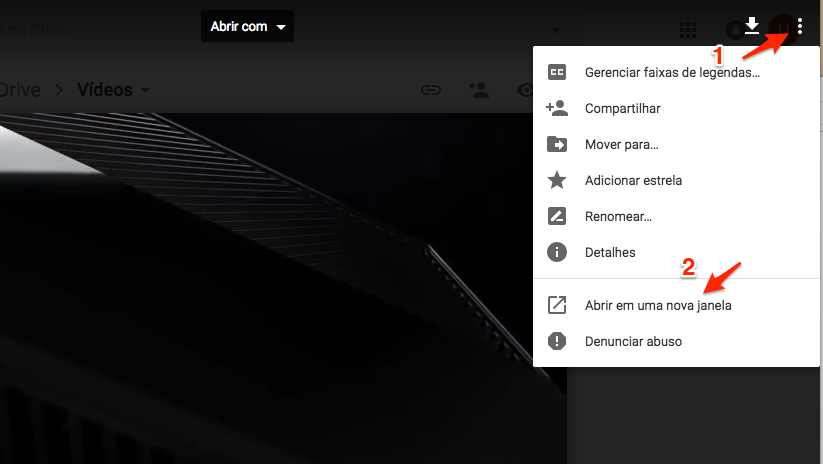 r no Drive
Abrir com
1
Drive > Vídeos
Gerenciar faixas de legendas...
Compartilhar
Mover para...
Adicionar estrela
Renomear...
Detalhes
2
Abrir em uma nova janela
Denunciar abuso